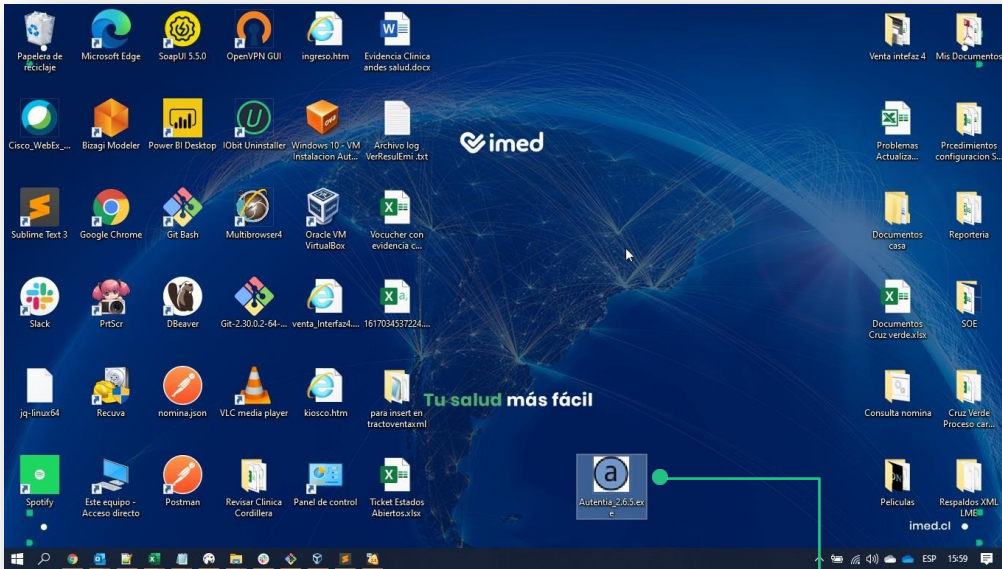 Papelera de
reciclaje
Microsoft Edge
SoapUI 5.5.0
OpenVPN GUI
ingreso.htm
Evidencia Clinica
andes salud.docx
Venta intefaz 4
Mis Documentos
Cisco_WebEx_...
Bizagi Modeler
Power BI Desktop
IObit Uninstaller
Windows 10 - VM
Instalacion Aut...
Archivo log
VerResulEmi .txt
imed
Problemas
Actualiza...
Prcedimientos
configuracion S...
Sublime Text 3
Google Chrome
Git Bash
Multibrowser4
Oracle VM
VirtualBox
Vocucher con
evidencia c...
Documentos
casa
Reporteria
Slack
PrtScr
DBeaver
Git-2.30.0.2-64-...
venta_Interfaz4....
1617034537224....
Documentos
Cruz verde.xlsx
SOE
jq-linux64
Recuva
nomina.json
VLC media player
kiosco.htm
para insert en
tractoventaxml
Tu salud más fácil
Consulta nomina
Cruz Verde
Proceso car...
Spotify
Este equipo -
Acceso directo
Postman
Revisar Clinica
Cordillera
Panel de control
Ticket Estados
Abiertos.xlsx
a
Autentia_2.6.5.ex
e
Peliculas
Respaldos XML
LME
imed.cl
ESP 15:59